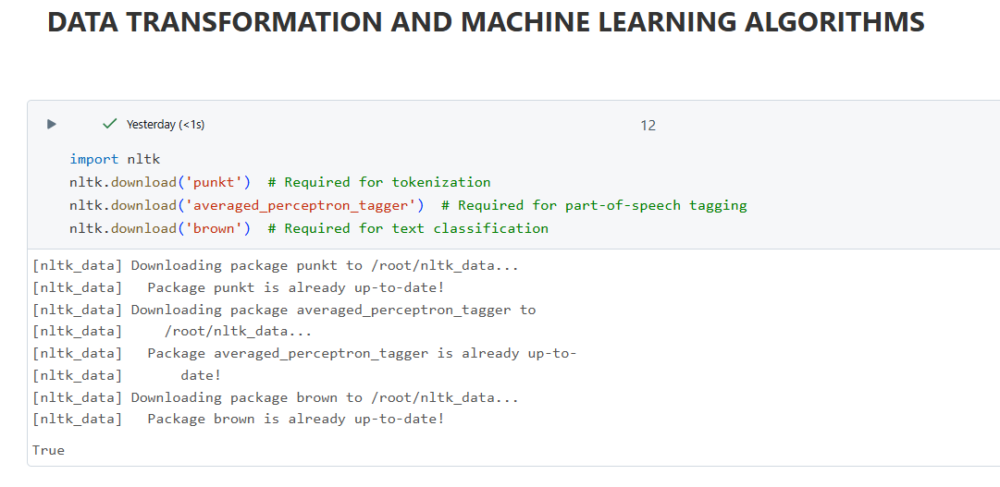 DATA TRANSFORMATION AND MACHINE LEARNING ALGORITHMS
Yesterday (<1s)
12
import nltk
nltk.download('punkt')  # Required for tokenization
nltk.download('averaged_perceptron_tagger')  # Required for part-of-speech tagging
nltk.download('brown')  # Required for text classification
[nltk_data] Downloading package punkt to /root/nltk_data...
[nltk_data]   Package punkt is already up-to-date!
[nltk_data] Downloading package averaged_perceptron_tagger to
[nltk_data]     /root/nltk_data...
[nltk_data]   Package averaged_perceptron_tagger is already up-to-
[nltk_data]       date!
[nltk_data] Downloading package brown to /root/nltk_data...
[nltk_data]   Package brown is already up-to-date!
True